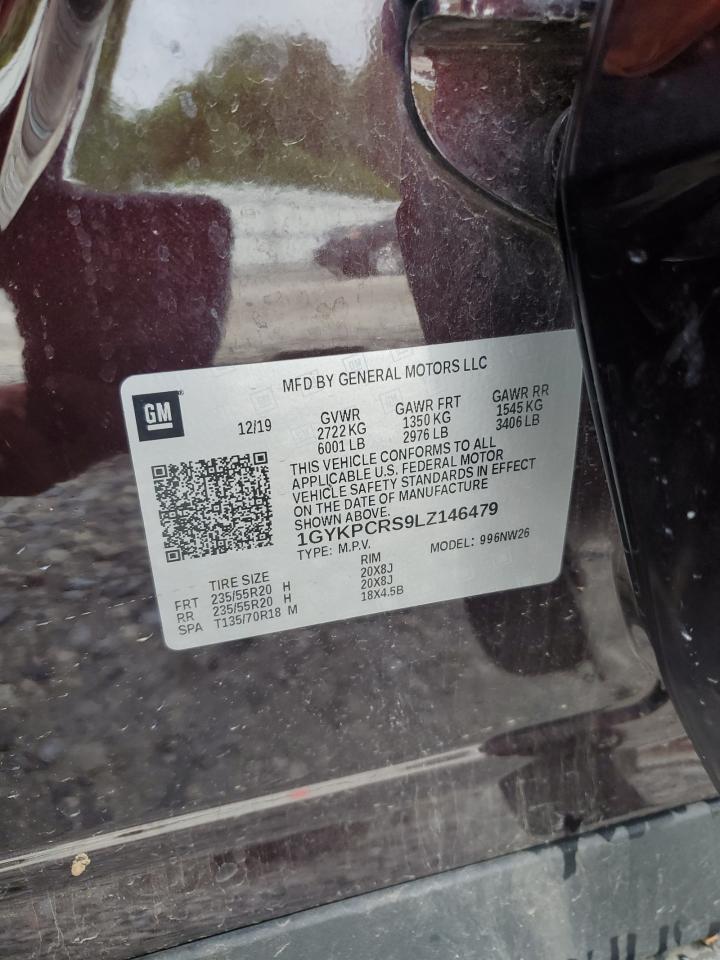 MFD BY GENERAL MOTORS LLC
GM
12/19
GVWR
2722 KG
6001 LB
GAWR FRT
1350 KG
2976 LB
GAWR RR
1545 KG
3406 LB
THIS VEHICLE CONFORMS TO ALL
APPLICABLE U.S. FEDERAL MOTOR
VEHICLE SAFETY STANDARDS IN EFFECT
ON THE DATE OF MANUFACTURE
SHOWN ABOVE.
1GYKPCRS9LZ146479
TYPE: M.P.V. MODEL: 996NW26
TIRE SIZE RIM
FRT 235/55R20 H 20X8J
RR 235/55R20 H 20X8J
SPA T135/70R18 M 18X4.5B